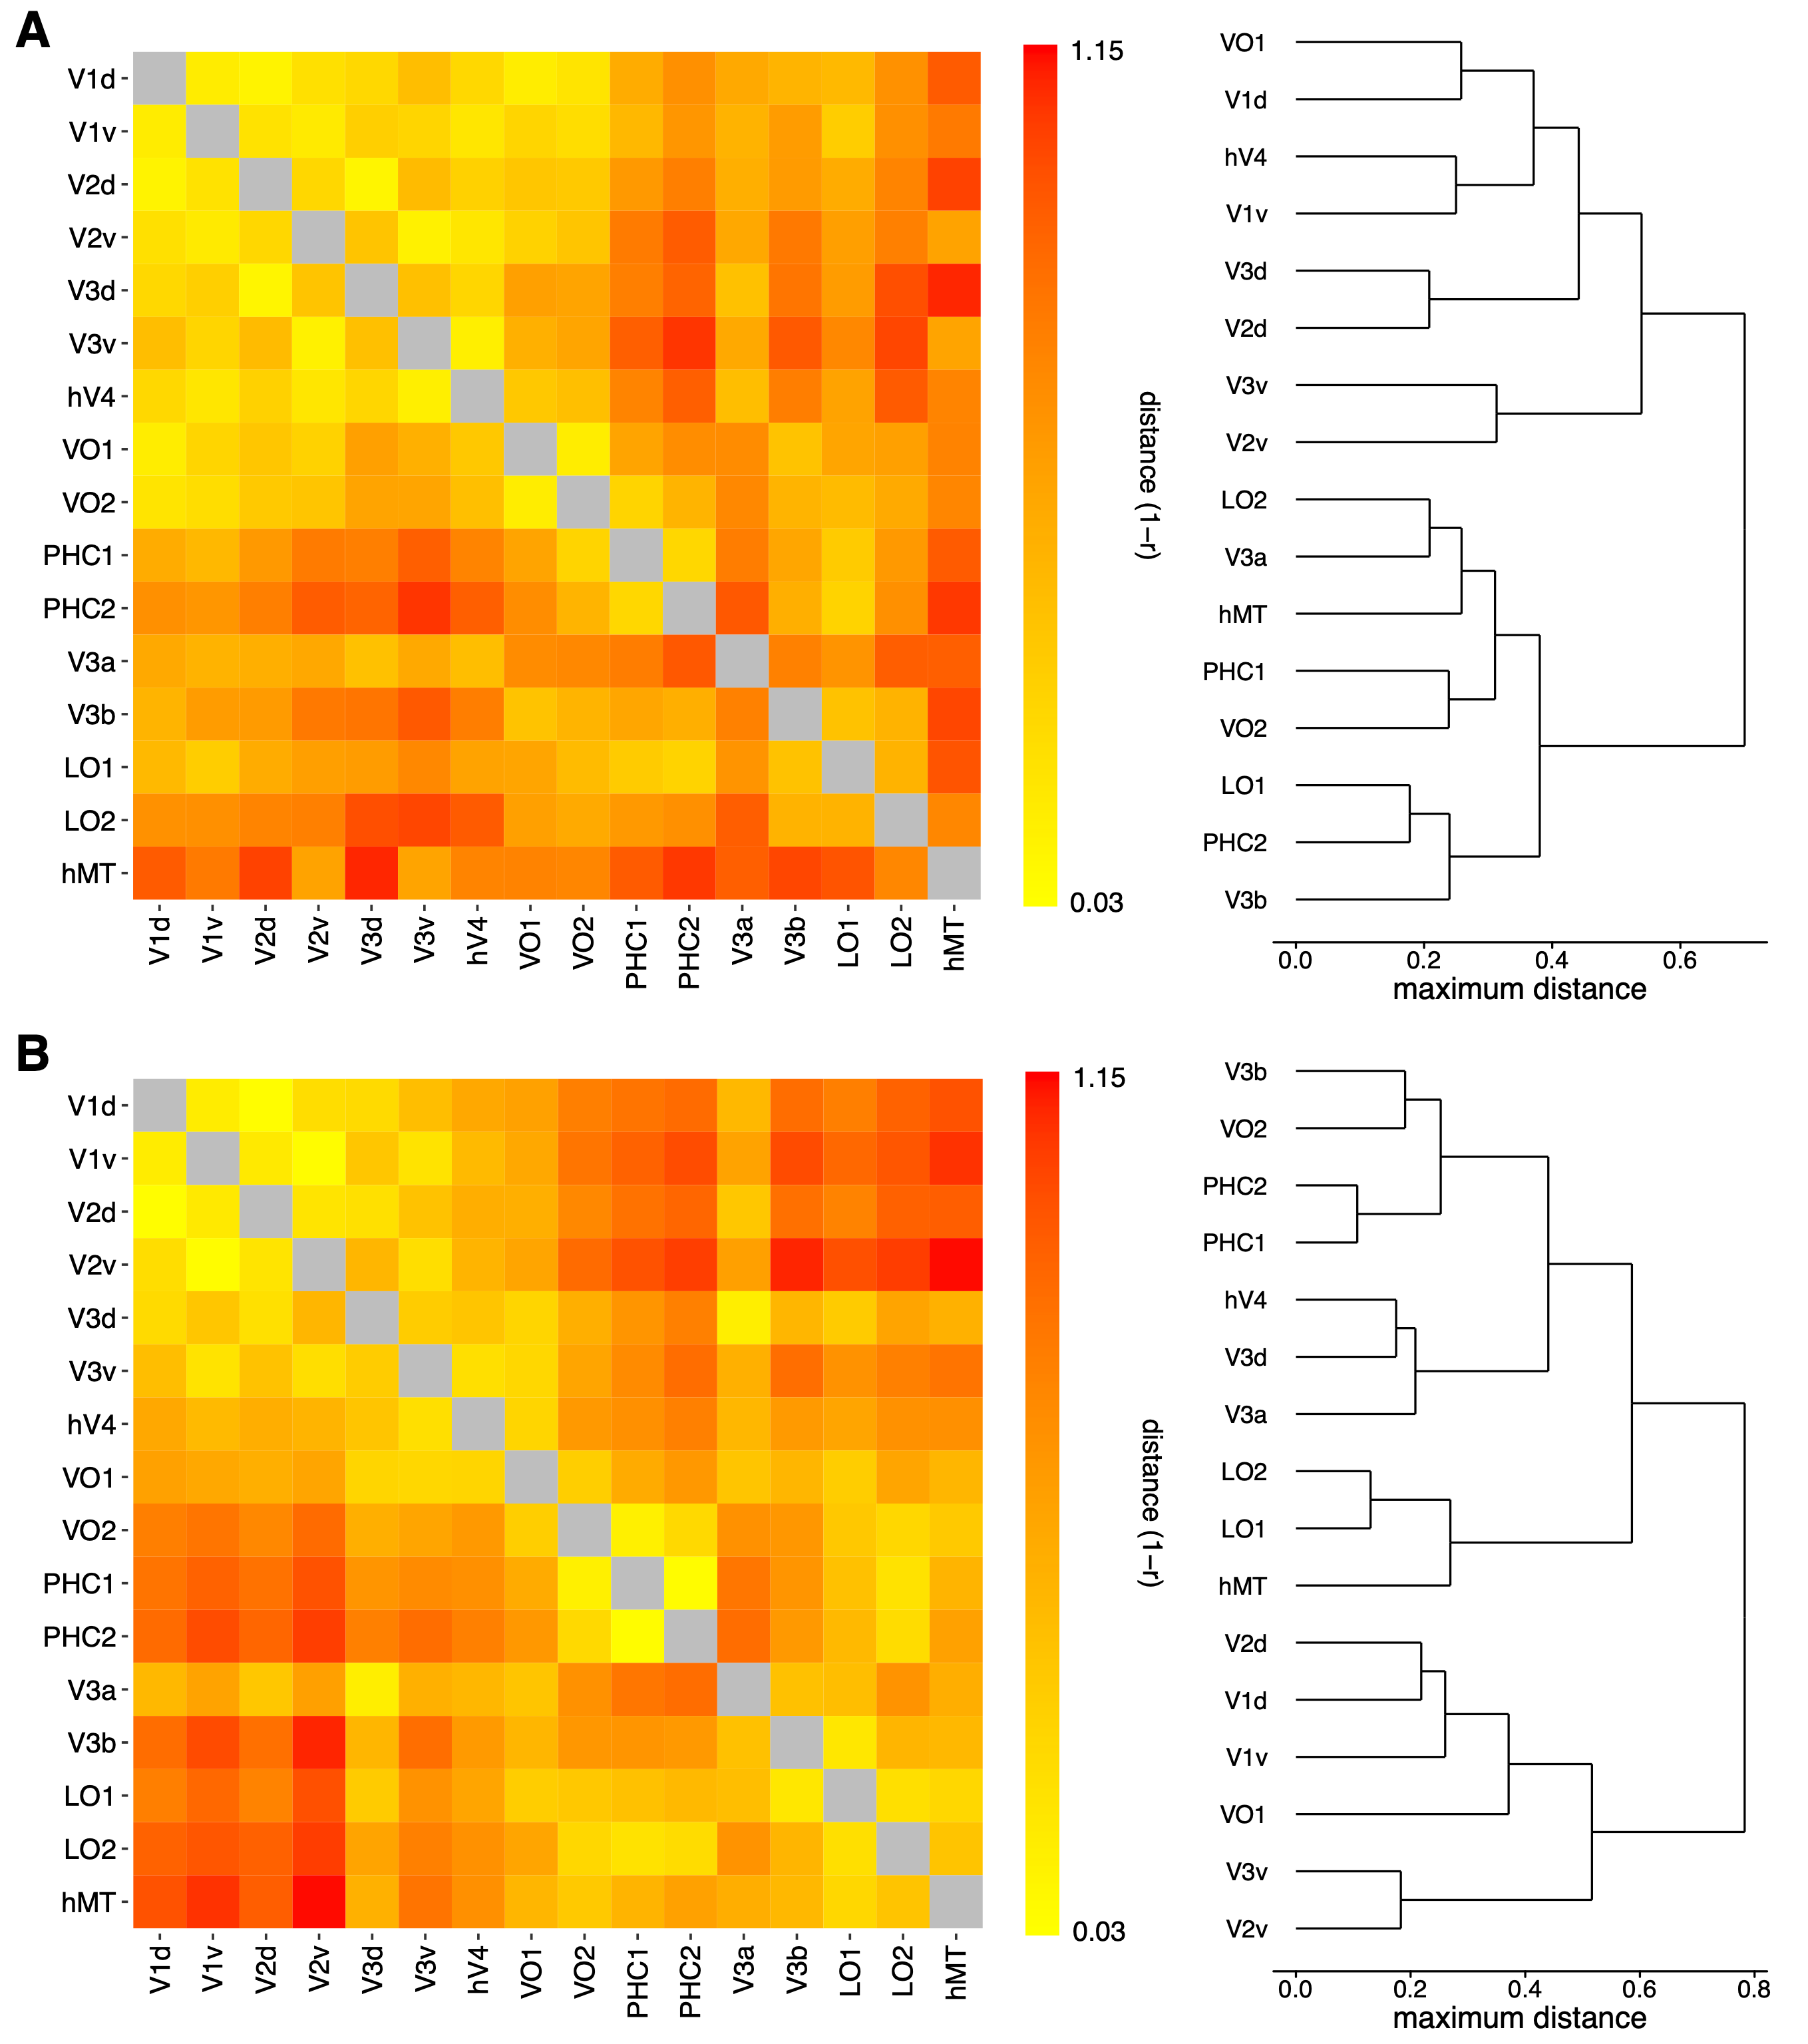 A
V1d
V1v
V2d
V2v
V3d
V3v
hV4
VO1
VO2
PHC1
PHC2
V3a
V3b
LO1
LO2
hMT
V1d V1v V2d V2v V3d V3v hV4 VO1 VO2 PHC1 PHC2 V3a V3b LO1 LO2 hMT
1.15
0.03
distance (1−r)
VO1
V1d
hV4
V1v
V3d
V2d
V3v
V2v
LO2
V3a
hMT
PHC1
VO2
LO1
PHC2
V3b
0.0 0.2 0.4 0.6
maximum distance
B
V1d
V1v
V2d
V2v
V3d
V3v
hV4
VO1
VO2
PHC1
PHC2
V3a
V3b
LO1
LO2
hMT
V1d V1v V2d V2v V3d V3v hV4 VO1 VO2 PHC1 PHC2 V3a V3b LO1 LO2 hMT
1.15
0.03
distance (1−r)
V3b
VO2
PHC2
PHC1
hV4
V3d
V3a
LO2
LO1
hMT
V2d
V1d
V1v
VO1
V3v
V2v
0.0 0.2 0.4 0.6 0.8
maximum distance